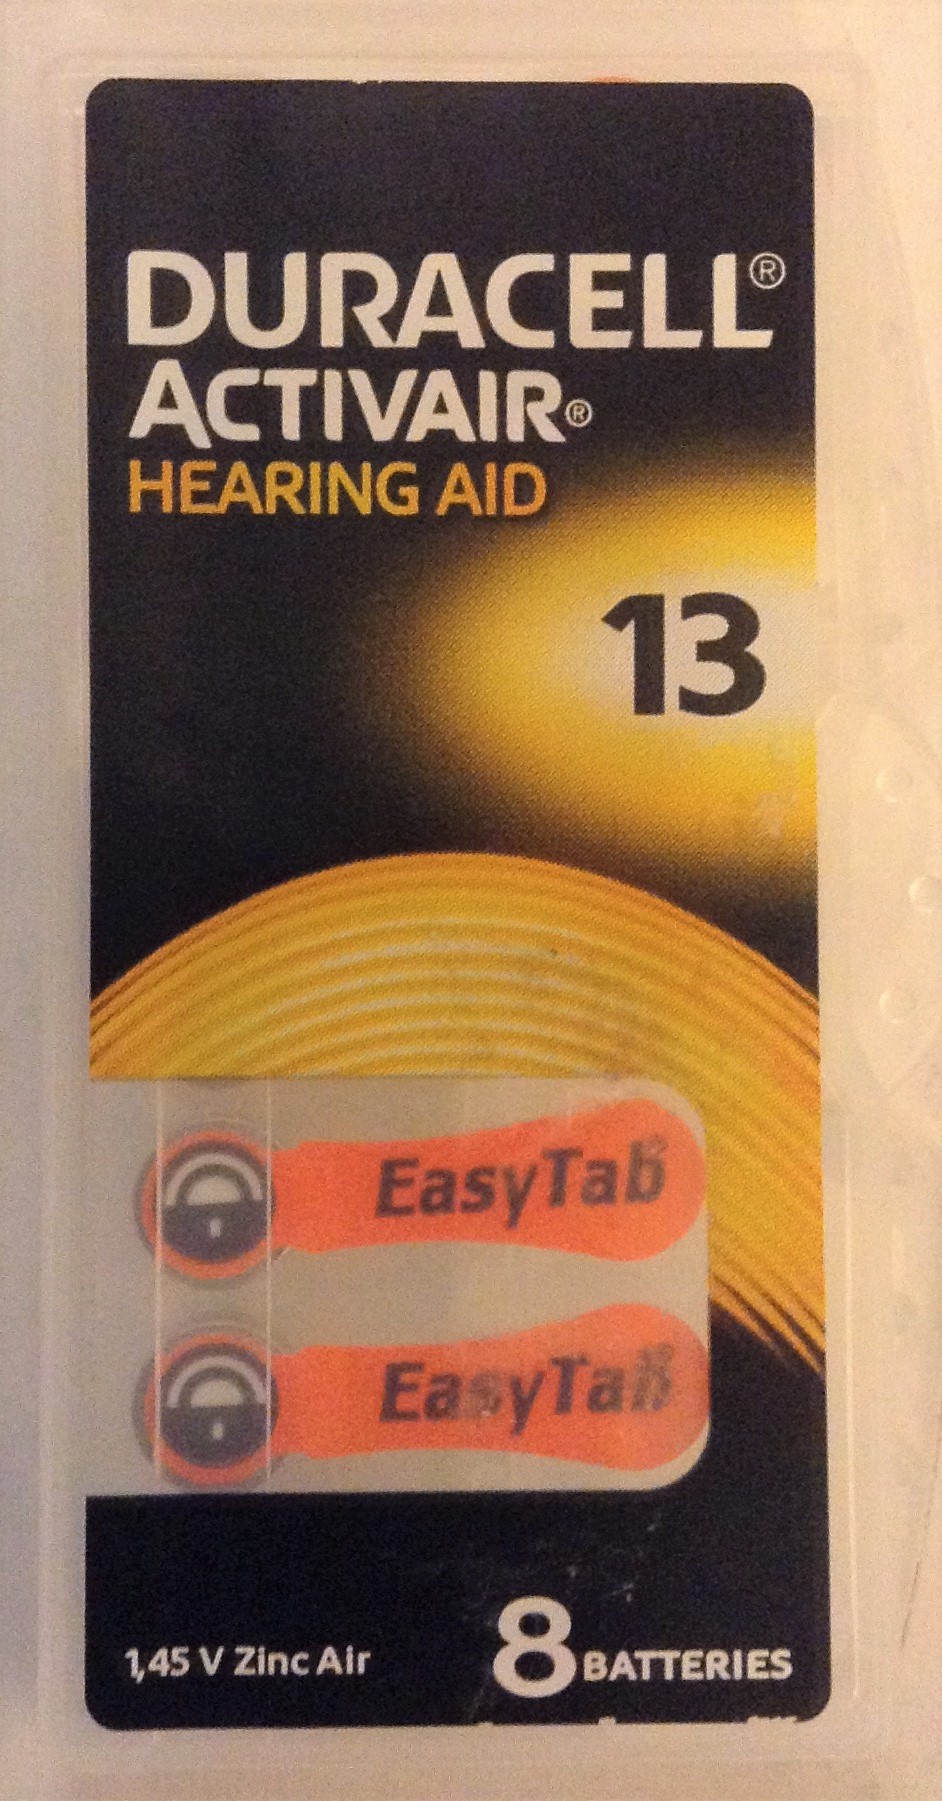 DURACELL®
ACTIVAIR®
HEARING AID
13
EasyTab
EasyTab
1,45 V Zinc Air
8 BATTERIES